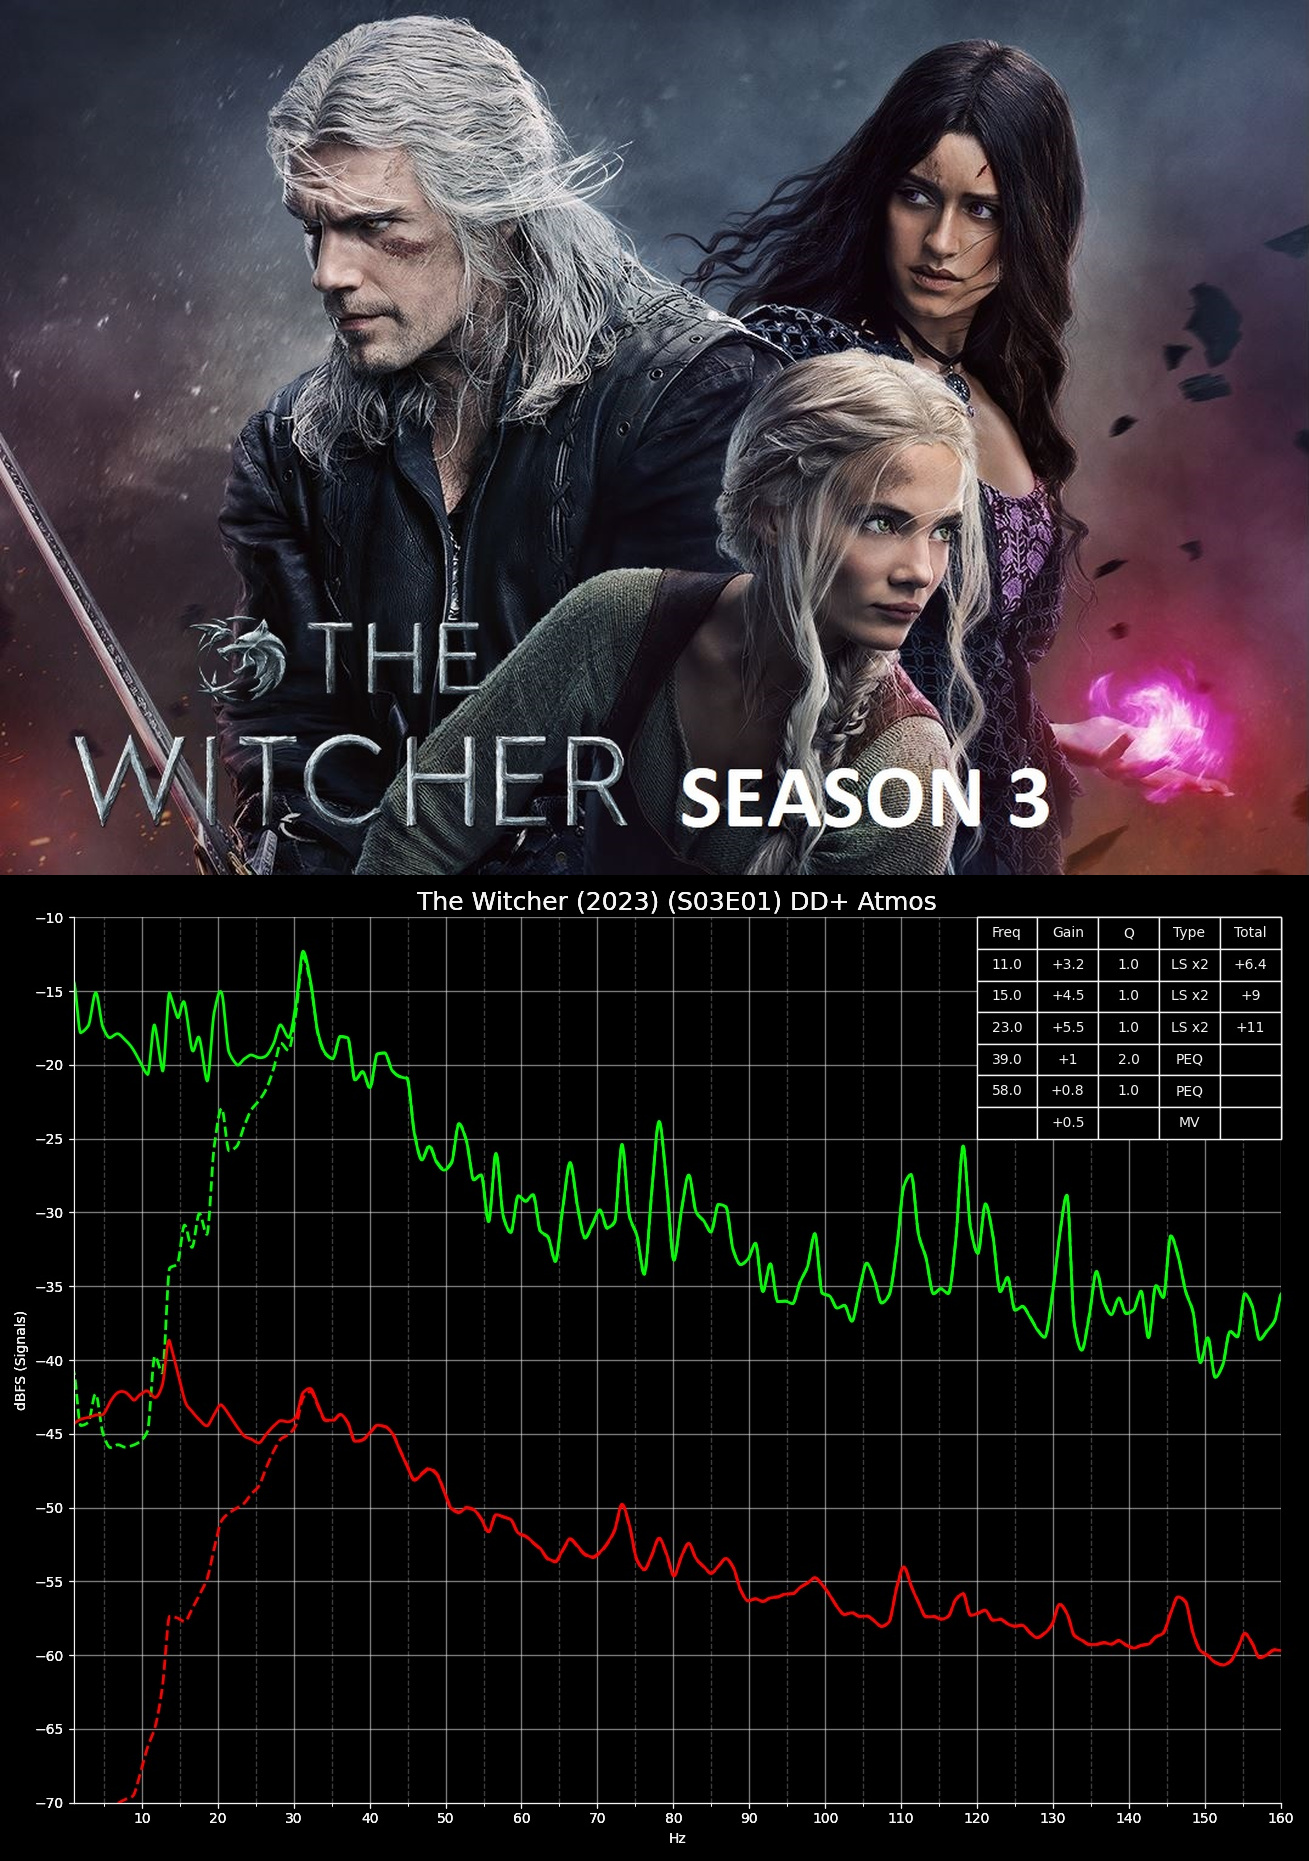 THE
WITCHER SEASON 3
The Witcher (2023) (S03E01) DD+ Atmos
Freq Gain Q Type Total
11.0 +3.2 1.0 LS x2 +6.4
15.0 +4.5 1.0 LS x2 +9
23.0 +5.5 1.0 LS x2 +11
39.0 +1 2.0 PEQ
58.0 +0.8 1.0 PEQ
+0.5 MV
−10
−15
−20
−25
−30
−35
−40
−45
−50
−55
−60
−65
−70
dBFS (Signals)
10 20 30 40 50 60 70 80 90 100 110 120 130 140 150 160
Hz